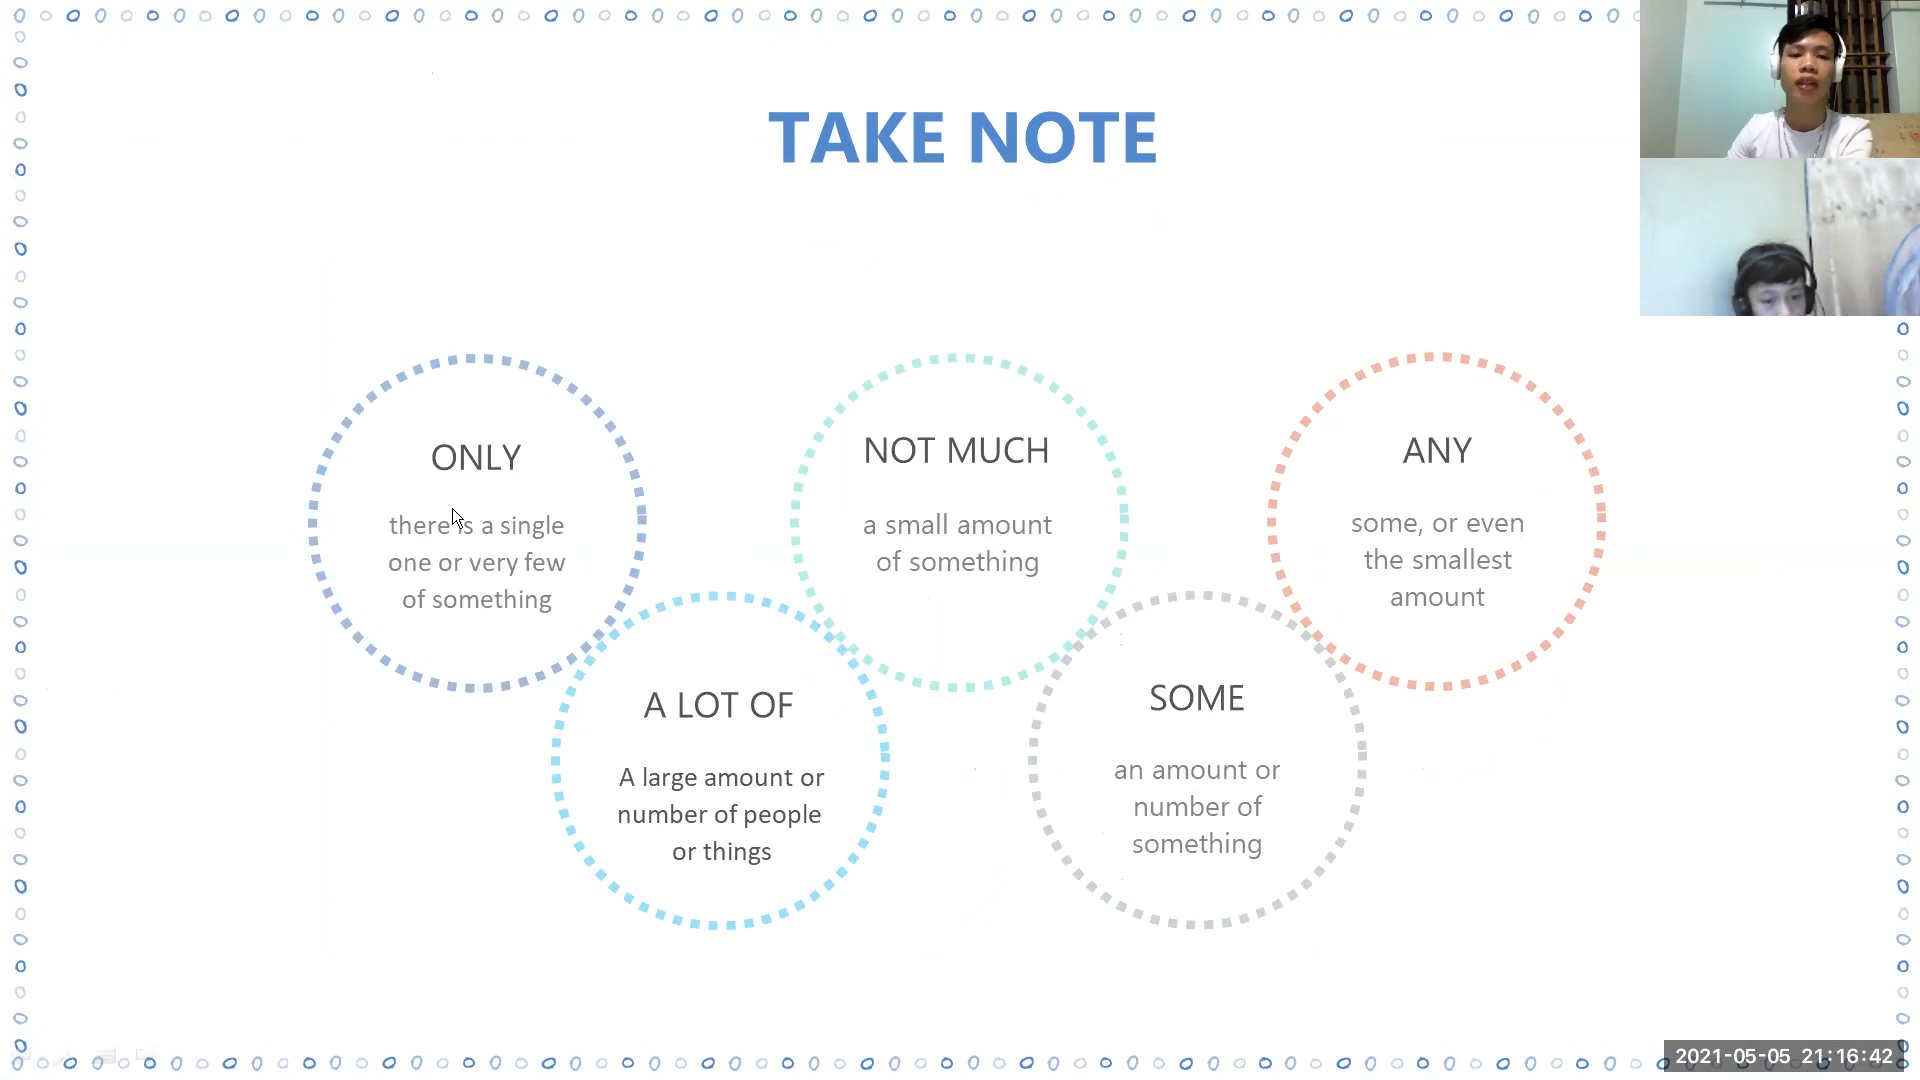 TAKE NOTE
ONLY
there is a single
one or very few
of something
NOT MUCH
a small amount
of something
ANY
some, or even
the smallest
amount
A LOT OF
A large amount or
number of people
or things
SOME
an amount or
number of
something
2021-05-05 21:16:42